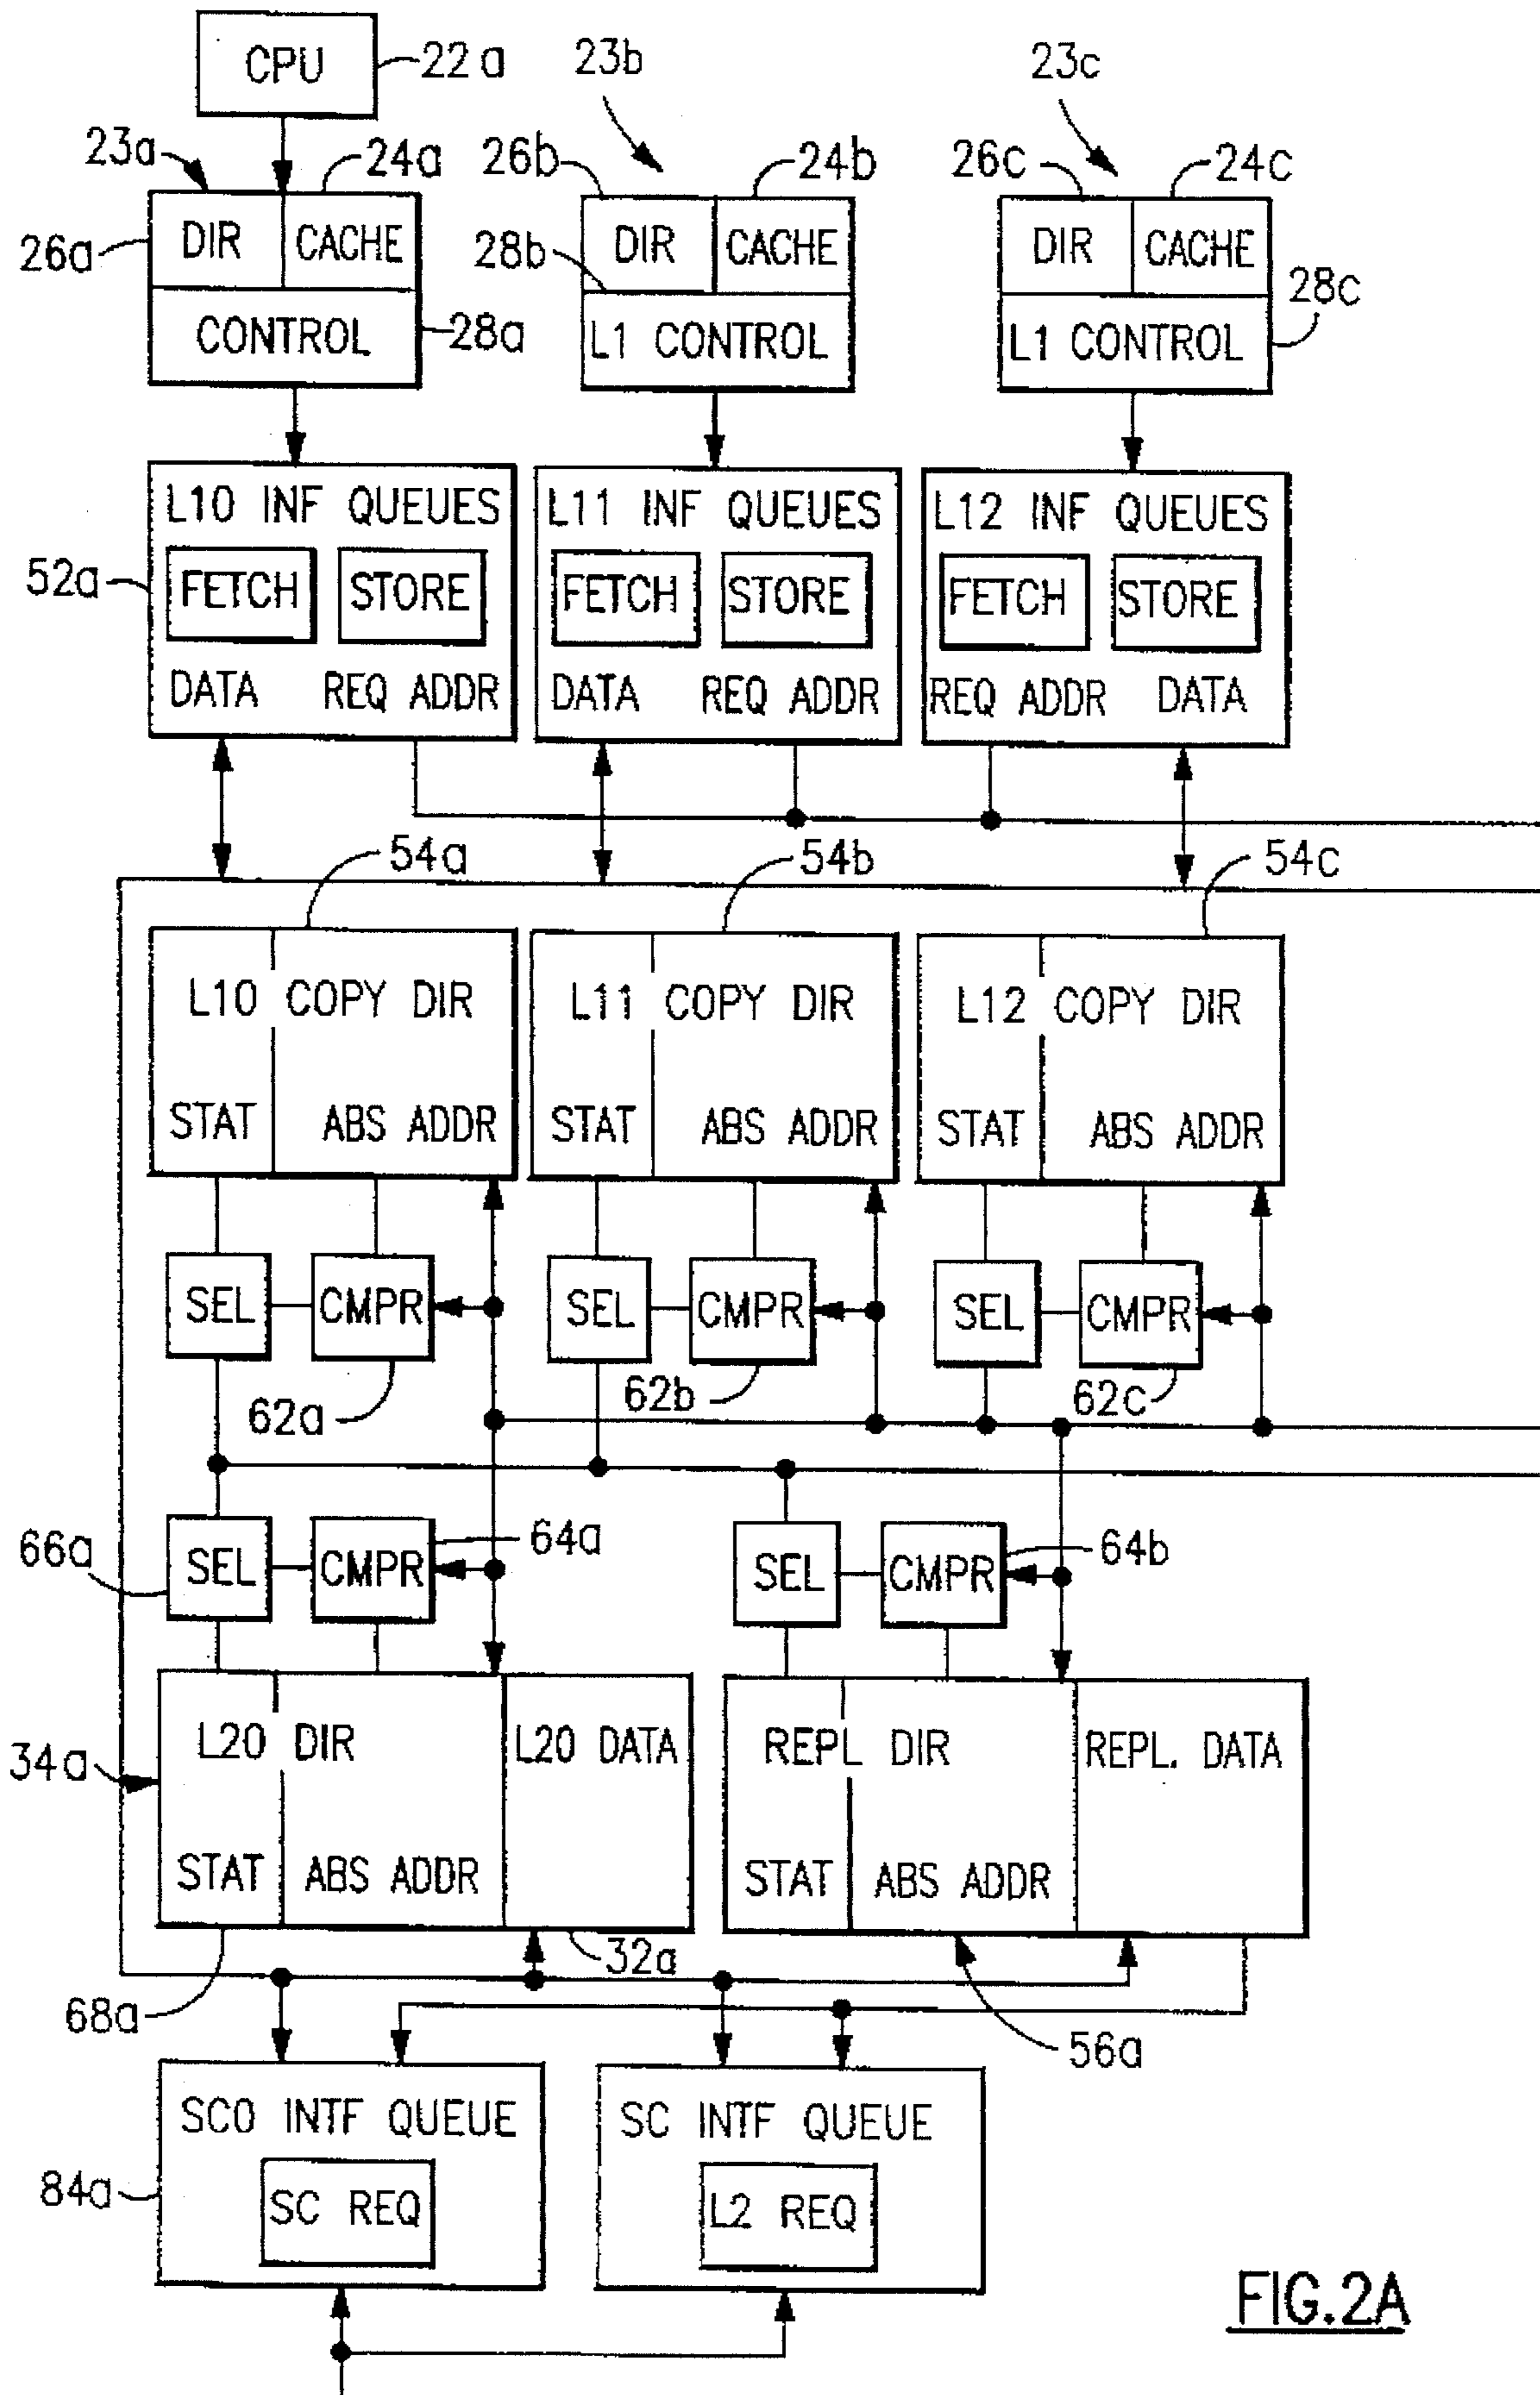 CPU
22a
23b
23c
23a
24a
26b
24b
26c
24c
26a
DIR
CACHE
28b
DIR
CACHE
DIR
CACHE
28c
CONTROL
28a
L1 CONTROL
L1 CONTROL
L10 INF QUEUES
L11 INF QUEUES
L12 INF QUEUES
52a
FETCH
STORE
FETCH
STORE
FETCH
STORE
DATA
REQ ADDR
DATA
REQ ADDR
REQ ADDR
DATA
54a
54b
54c
L10 COPY DIR
L11 COPY DIR
L12 COPY DIR
STAT
ABS ADDR
STAT
ABS ADDR
STAT
ABS ADDR
SEL
CMPR
SEL
CMPR
SEL
CMPR
62a
62b
62c
66a
SEL
CMPR
64a
SEL
CMPR
64b
34a
L20 DIR
L20 DATA
REPL DIR
REPL. DATA
STAT
ABS ADDR
STAT
ABS ADDR
68a
32a
56a
SC0 INTF QUEUE
SC INTF QUEUE
84a
SC REQ
L2 REQ
FIG.2A